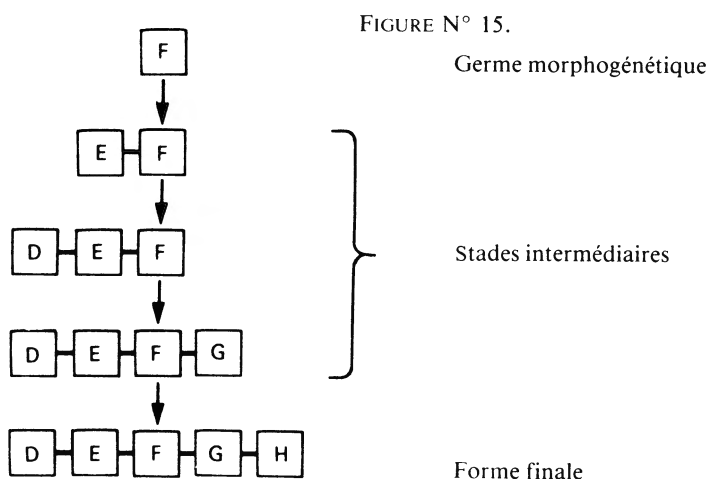 FIGURE N° 15.
F
Germe morphogénétique
E F
D E F
Stades intermédiaires
D E F G
D E F G H
Forme finale